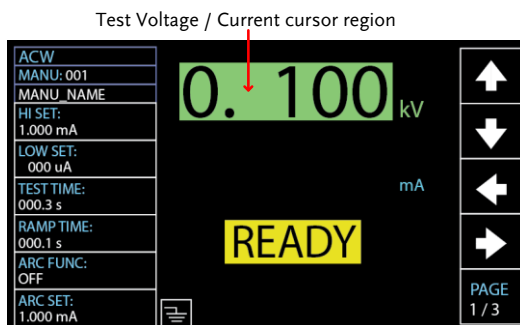 Test Voltage / Current cursor region
ACW
MANU: 001
MANU_NAME
HI SET:
1.000 mA
LOW SET:
000 uA
TEST TIME:
000.3 s
RAMP TIME:
000.1 s
ARC FUNC:
OFF
ARC SET:
1.000 mA
0. 100 kV
mA
READY
PAGE
1 / 3